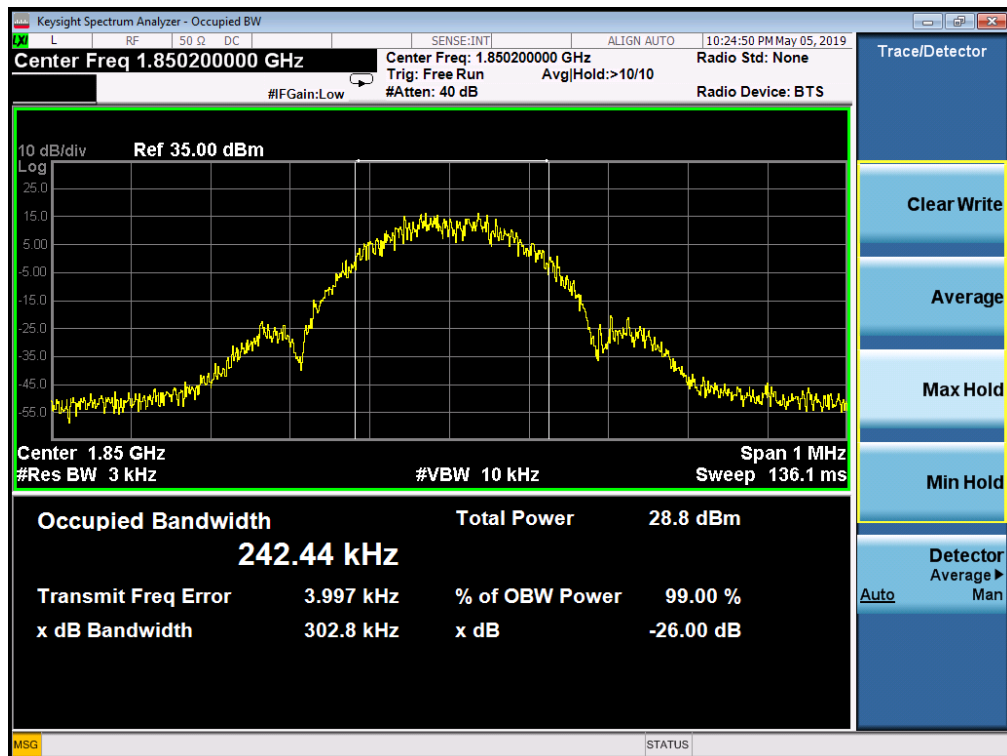 Keysight Spectrum Analyzer - Occupied BW
LXI L RF 50 Ω DC SENSE:INT ALIGN AUTO 10:24:50 PM May 05, 2019
Center Freq 1.850200000 GHz
Center Freq: 1.850200000 GHz
Radio Std: None
Trig: Free Run Avg|Hold:>10/10
#IFGain:Low
#Atten: 40 dB
Radio Device: BTS
10 dB/div Ref 35.00 dBm
Log
25.0
15.0
5.00
-5.00
-15.0
-25.0
-35.0
-45.0
-55.0
Center 1.85 GHz Span 1 MHz
#Res BW 3 kHz #VBW 10 kHz Sweep 136.1 ms
Occupied Bandwidth Total Power 28.8 dBm
242.44 kHz
Transmit Freq Error 3.997 kHz % of OBW Power 99.00 %
x dB Bandwidth 302.8 kHz x dB -26.00 dB
MSG STATUS
Trace/Detector
Clear Write
Average
Max Hold
Min Hold
Detector
Average
Auto Man